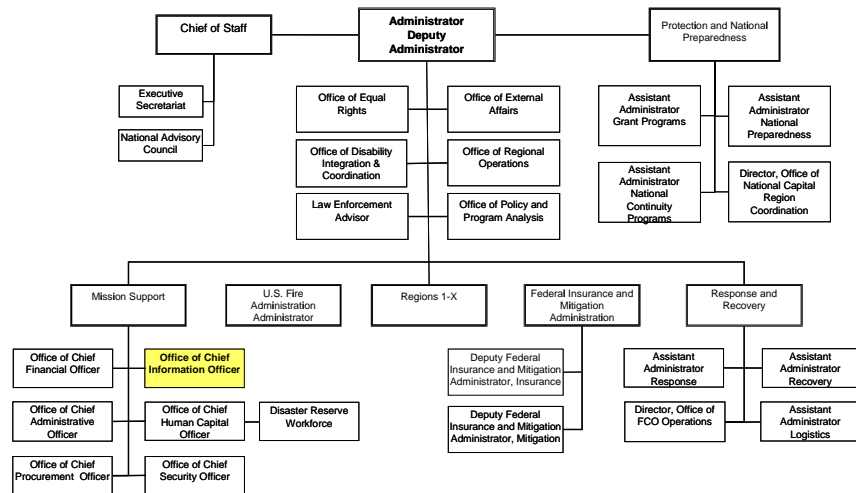 Chief of Staff
Administrator
Deputy
Administrator
Protection and National
Preparedness
Executive
Secretariat
National Advisory
Council
Office of Equal
Rights
Office of External
Affairs
Office of Disability
Integration &
Coordination
Office of Regional
Operations
Law Enforcement
Advisor
Office of Policy and
Program Analysis
Assistant
Administrator
Grant Programs
Assistant
Administrator
National
Preparedness
Assistant
Administrator
National
Continuity
Programs
Director, Office of
National Capital
Region
Coordination
Mission Support
U.S. Fire
Administration
Administrator
Regions 1-X
Federal Insurance and
Mitigation
Administration
Response and
Recovery
Office of Chief
Financial Officer
Office of Chief
Information Officer
Office of Chief
Administrative
Officer
Office of Chief
Human Capital
Officer
Disaster Reserve
Workforce
Office of Chief
Procurement Officer
Office of Chief
Security Officer
Deputy Federal
Insurance and Mitigation
Administrator, Insurance
Deputy Federal
Insurance and Mitigation
Administrator, Mitigation
Assistant
Administrator
Response
Assistant
Administrator
Recovery
Director, Office of
FCO Operations
Assistant
Administrator
Logistics